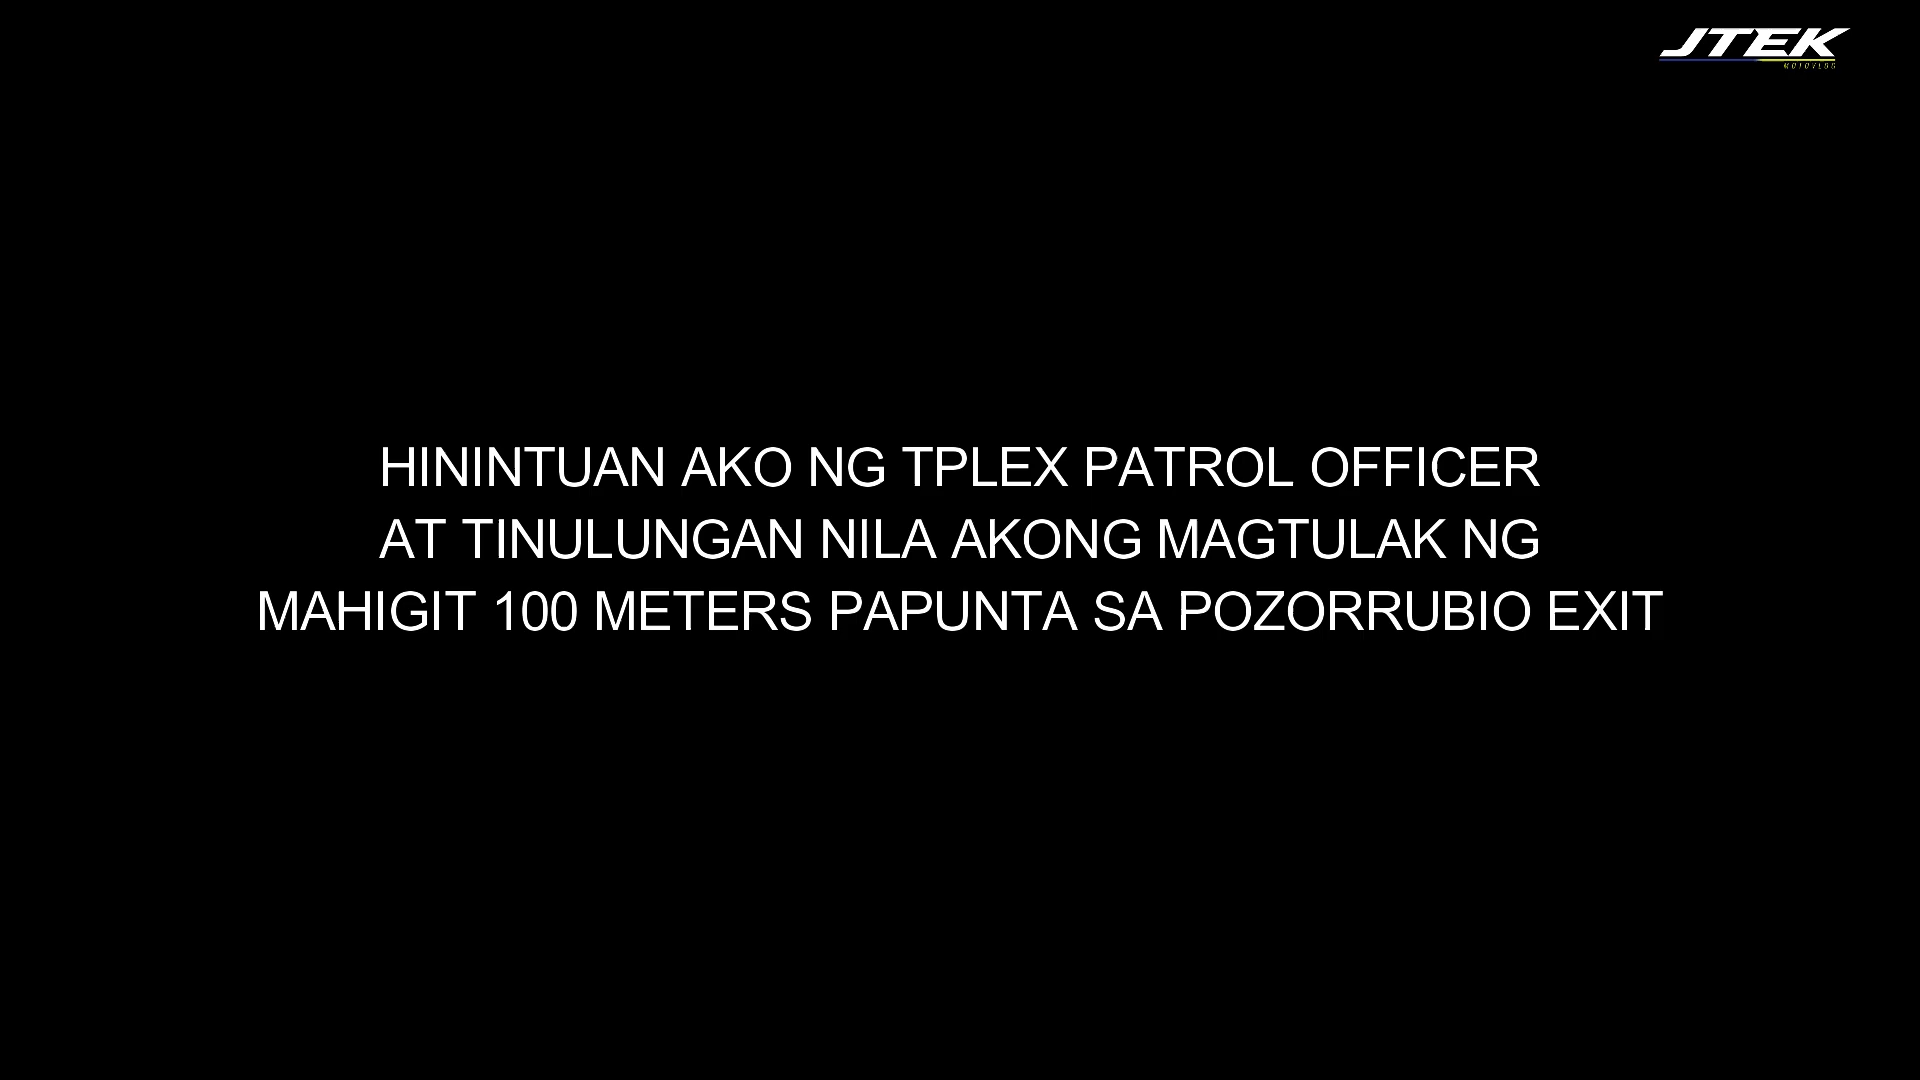 JTEK
MOTOVLOG
HININTUAN AKO NG TPLEX PATROL OFFICER
AT TINULUNGAN NILA AKONG MAGTULAK NG
MAHIGIT 100 METERS PAPUNTA SA POZORRUBIO EXIT